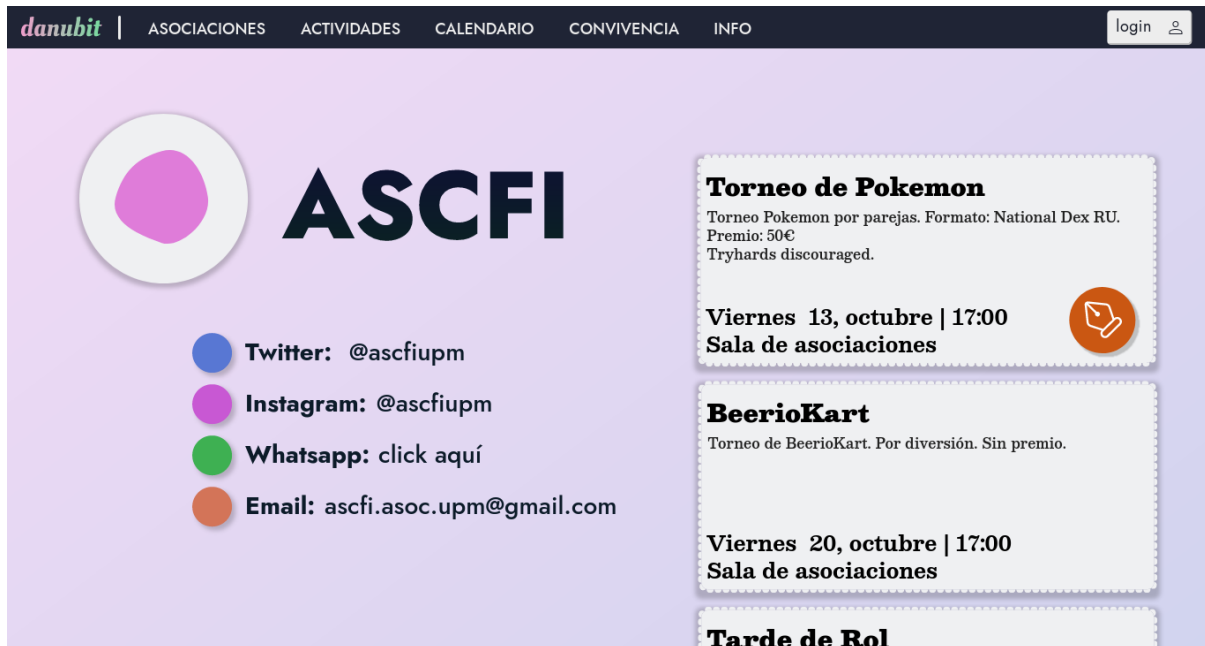 danubit
ASOCIACIONES
ACTIVIDADES
CALENDARIO
CONVIVENCIA
INFO
login
ASCFI
Twitter: @ascfiupm
Instagram: @ascfiupm
Whatsapp: click aquí
Email: ascfi.asoc.upm@gmail.com
Torneo de Pokemon
Torneo Pokemon por parejas. Formato: National Dex RU.
Premio: 50€
Tryhards discouraged.
Viernes 13, octubre | 17:00
Sala de asociaciones
BeerioKart
Torneo de BeerioKart. Por diversión. Sin premio.
Viernes 20, octubre | 17:00
Sala de asociaciones
Tarde de Rol